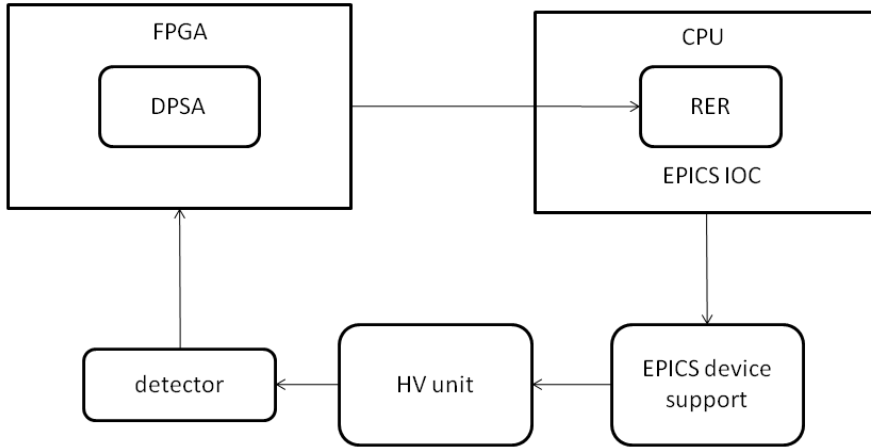 FPGA
DPSA
CPU
RER
EPICS IOC
detector
HV unit
EPICS device
support